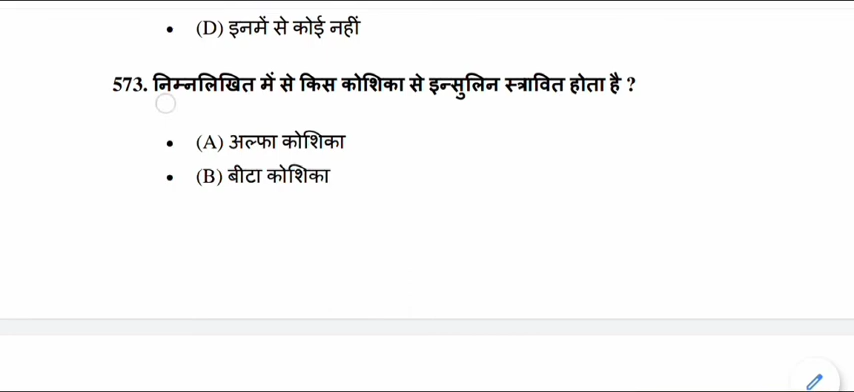 (D) इनमें से कोई नहीं
573. निम्नलिखित में से किस कोशिका से इन्सुलिन स्त्रावित होता है ?
(A) अल्फा कोशिका
(B) बीटा कोशिका